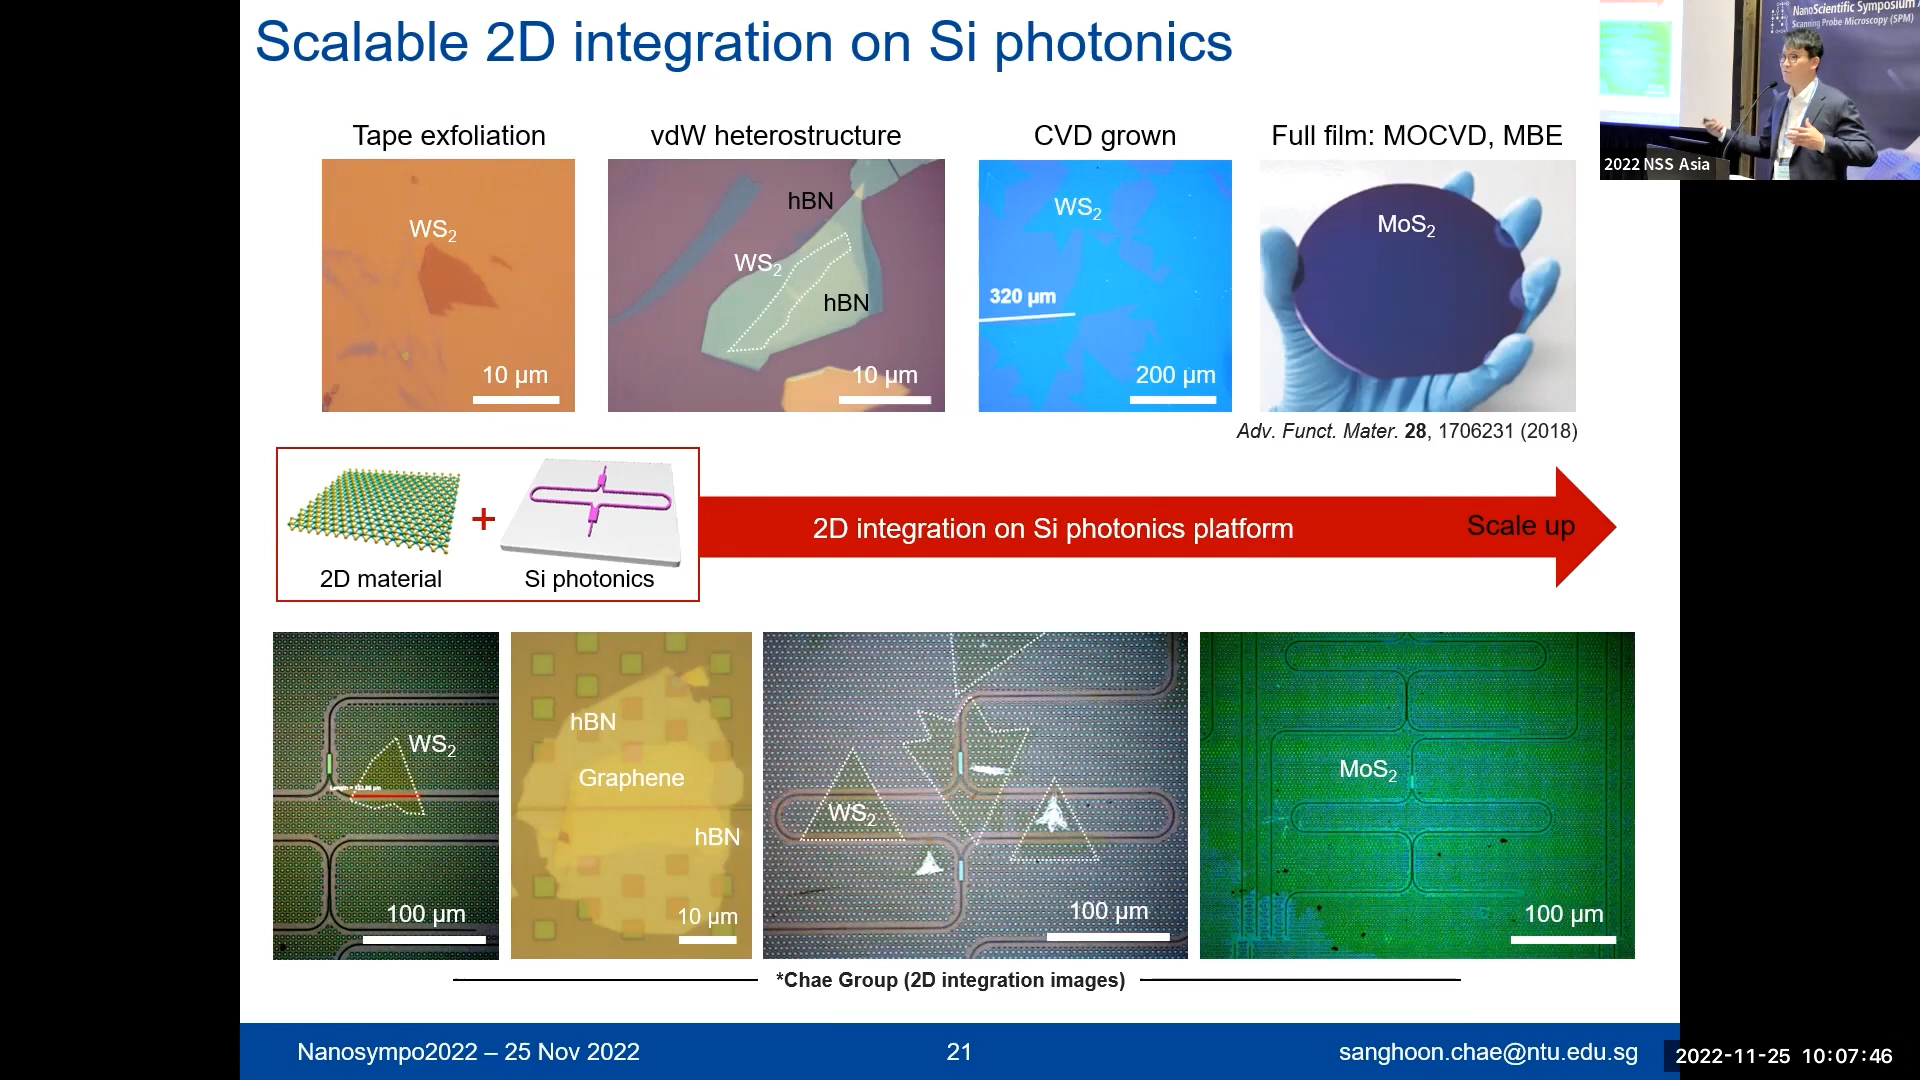 Scalable 2D integration on Si photonics
NanoScientific Symposium
Scanning Probe Microscopy (SPM)
2022 NSS Asia
Tape exfoliation
vdW heterostructure
CVD grown
Full film: MOCVD, MBE
WS2
10 µm
hBN
WS2
hBN
10 µm
WS2
320 µm
200 µm
MoS2
Adv. Funct. Mater. 28, 1706231 (2018)
2D material
+
Si photonics
2D integration on Si photonics platform
Scale up
WS2
100 µm
hBN
Graphene
hBN
10 µm
WS2
100 µm
MoS2
100 µm
*Chae Group (2D integration images)
Nanosympo2022 – 25 Nov 2022
21
sanghoon.chae@ntu.edu.sg
2022-11-25 10:07:46